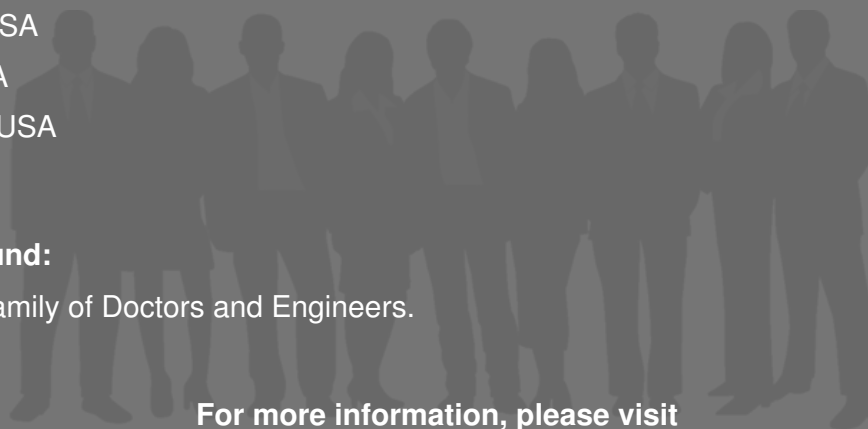 SA
A
USA
und:
amily of Doctors and Engineers.
For more information, please visit